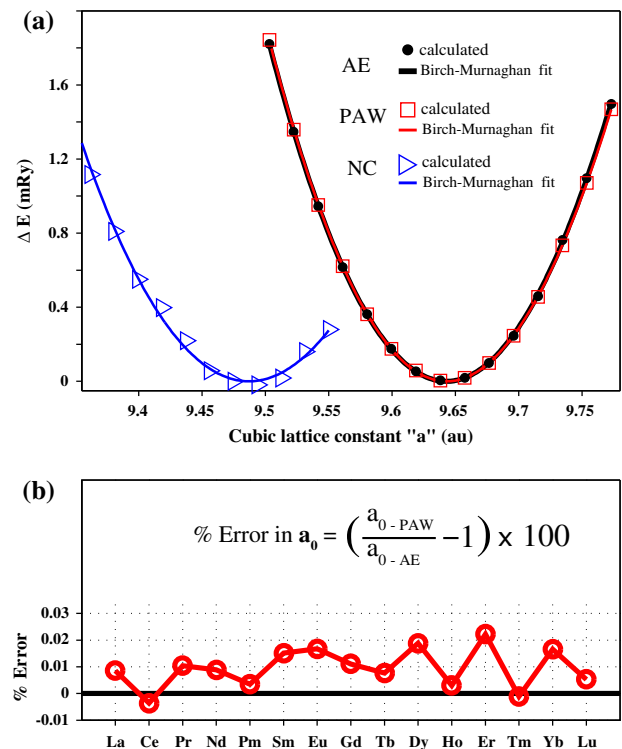 (a)
1.6
1.2
0.8
0.4
0
Δ E (mRy)
AE
calculated
Birch-Murnaghan fit
PAW
calculated
Birch-Murnaghan fit
NC
calculated
Birch-Murnaghan fit
9.4 9.45 9.5 9.55 9.6 9.65 9.7 9.75
Cubic lattice constant "a" (au)
(b)
% Error in a0 = ( a0 - PAW / a0 - AE −1 ) × 100
0.03
0.02
0.01
0
-0.01
% Error
La Ce Pr Nd Pm Sm Eu Gd Tb Dy Ho Er Tm Yb Lu